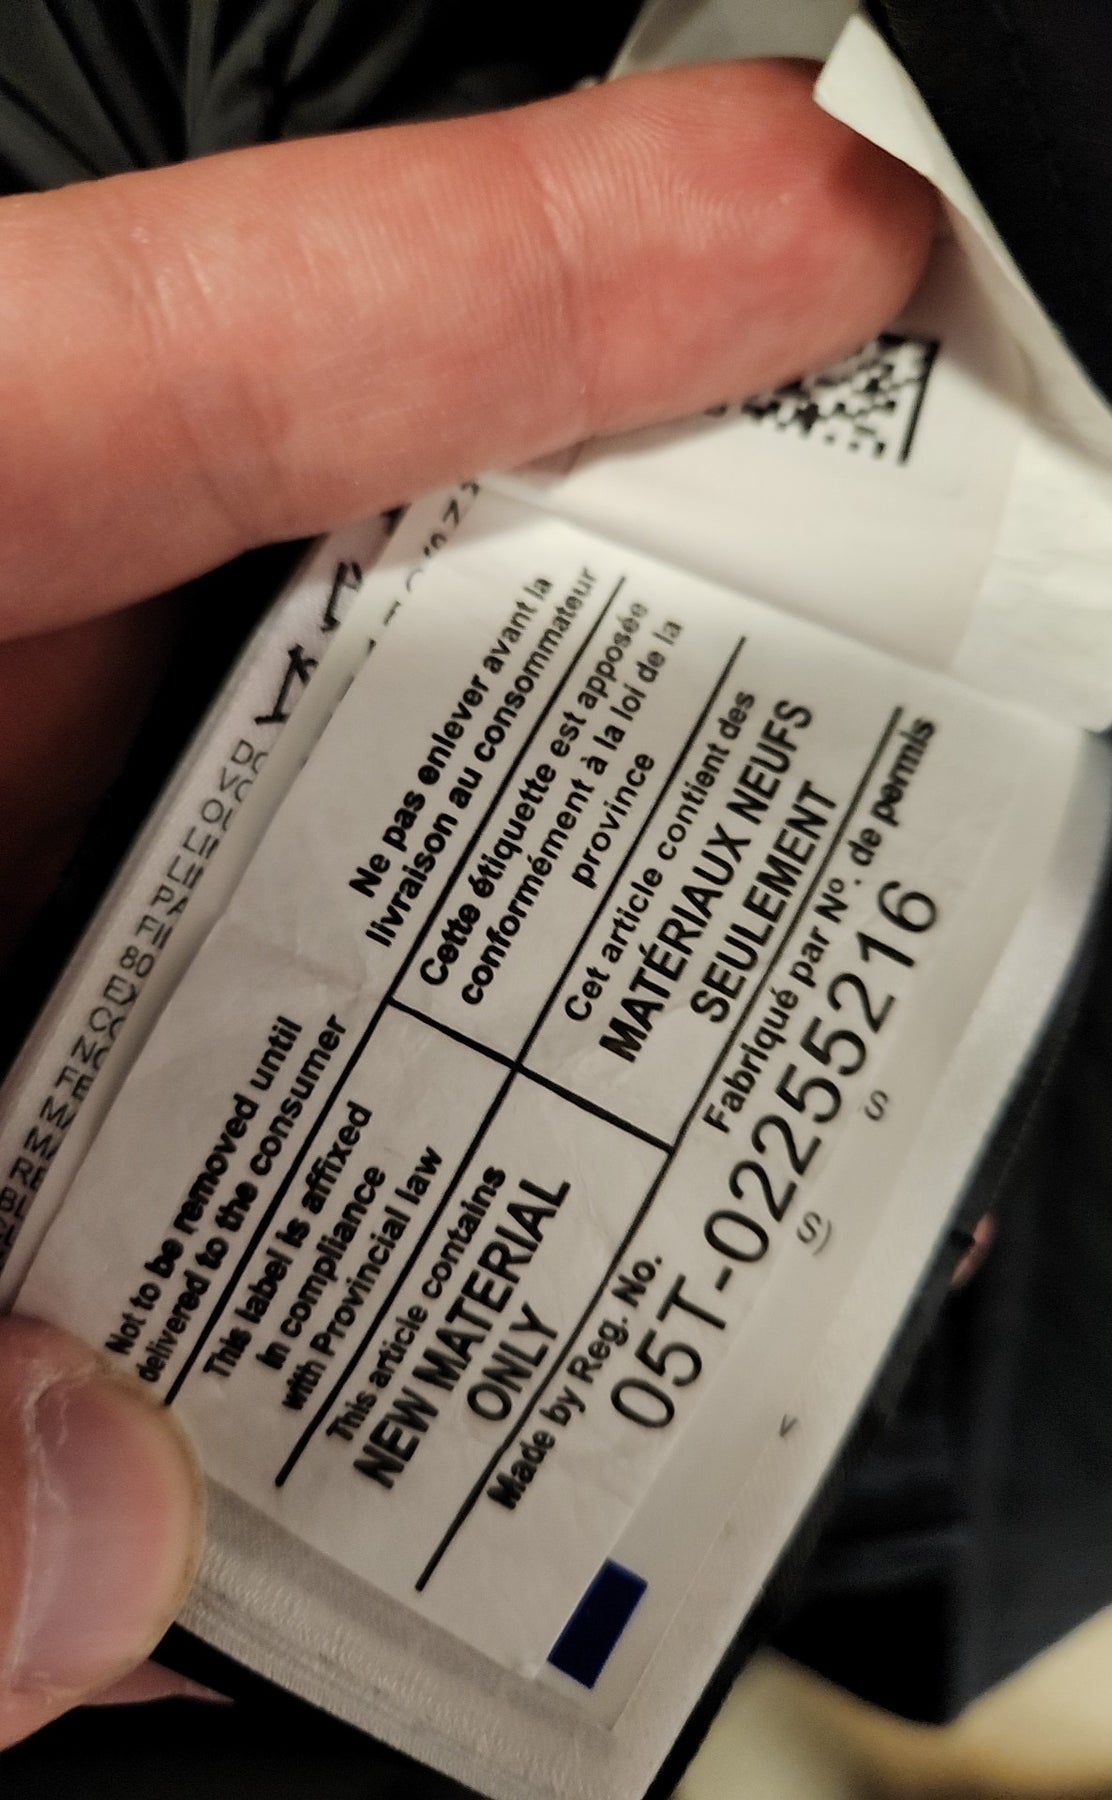 Not to be removed until
delivered to the consumer
This label is affixed
in compliance
with Provincial law
This article contains
NEW MATERIAL
ONLY
Made by Reg. No.
Ne pas enlever avant la
livraison au consommateur
Cette étiquette est apposée
conformément à la loi de la
province
Cet article contient des
MATÉRIAUX NEUFS
SEULEMENT
Fabriqué par Nº. de permis
05T-02255216
S
S